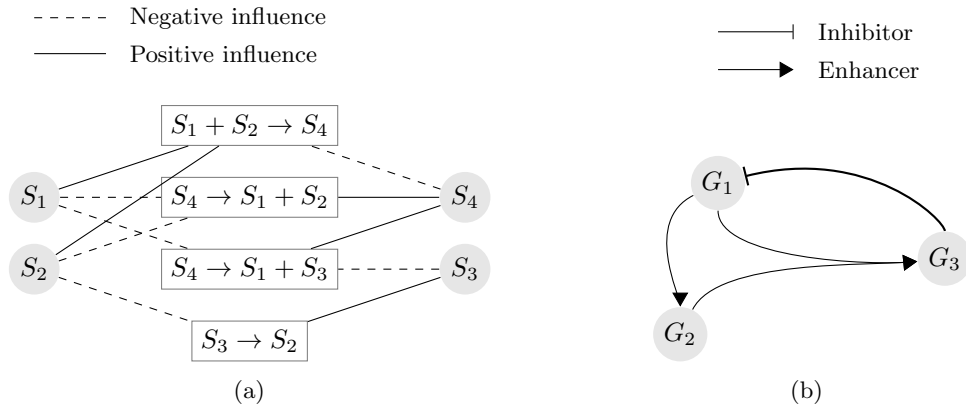 Negative influence
Positive influence
S₁ + S₂ → S₄
S₁
S₄ → S₁ + S₂
S₄
S₂
S₄ → S₁ + S₃
S₃
S₃ → S₂
(a)
Inhibitor
Enhancer
G₁
G₃
G₂
(b)